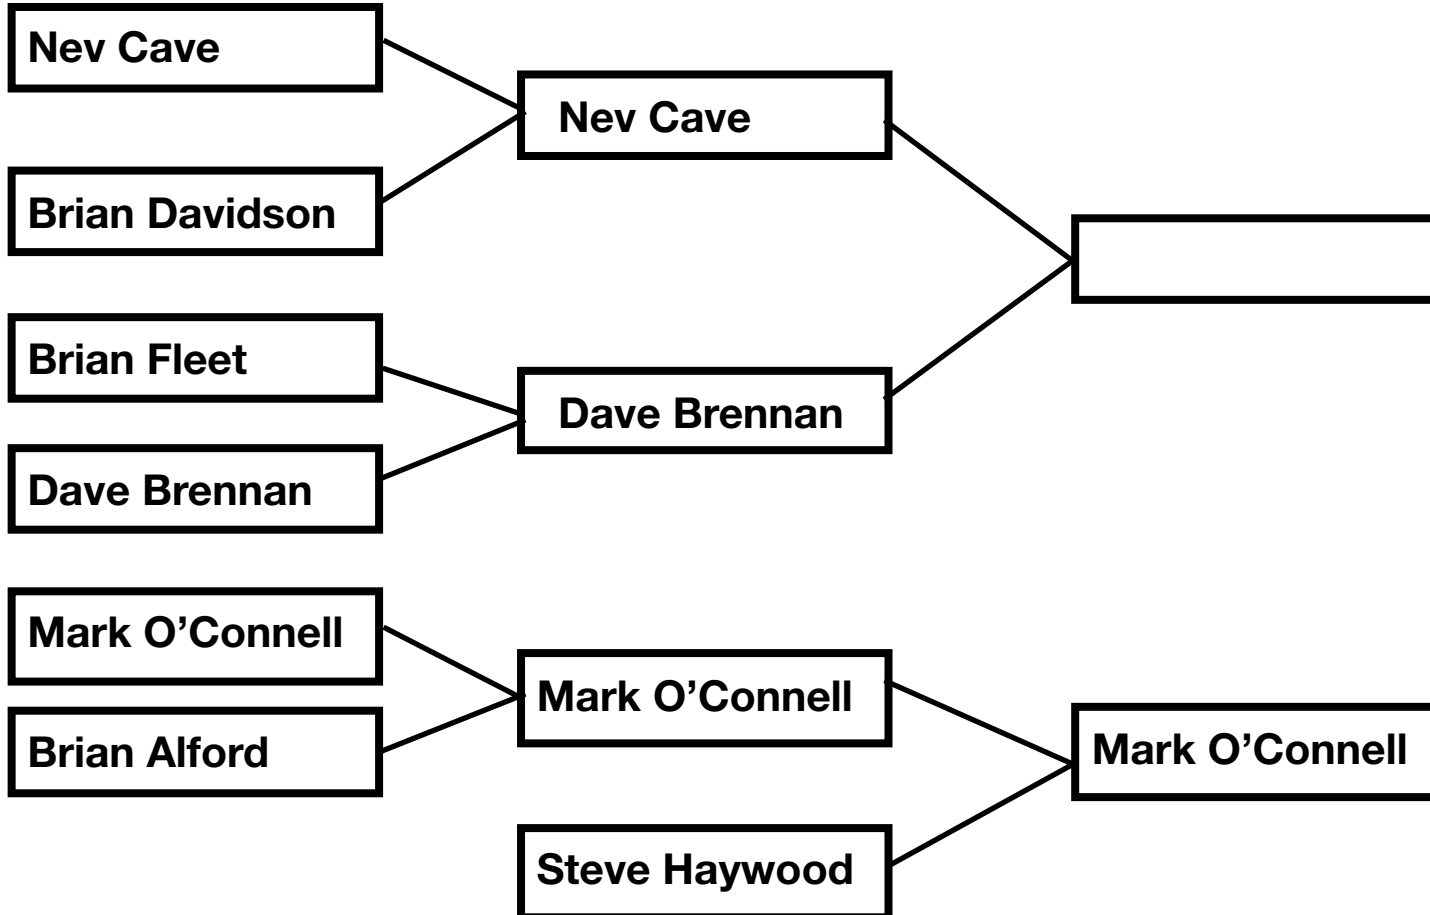 Nev Cave
Brian Davidson
Brian Fleet
Dave Brennan
Mark O’Connell
Brian Alford
Nev Cave
Dave Brennan
Mark O’Connell
Steve Haywood
Mark O’Connell